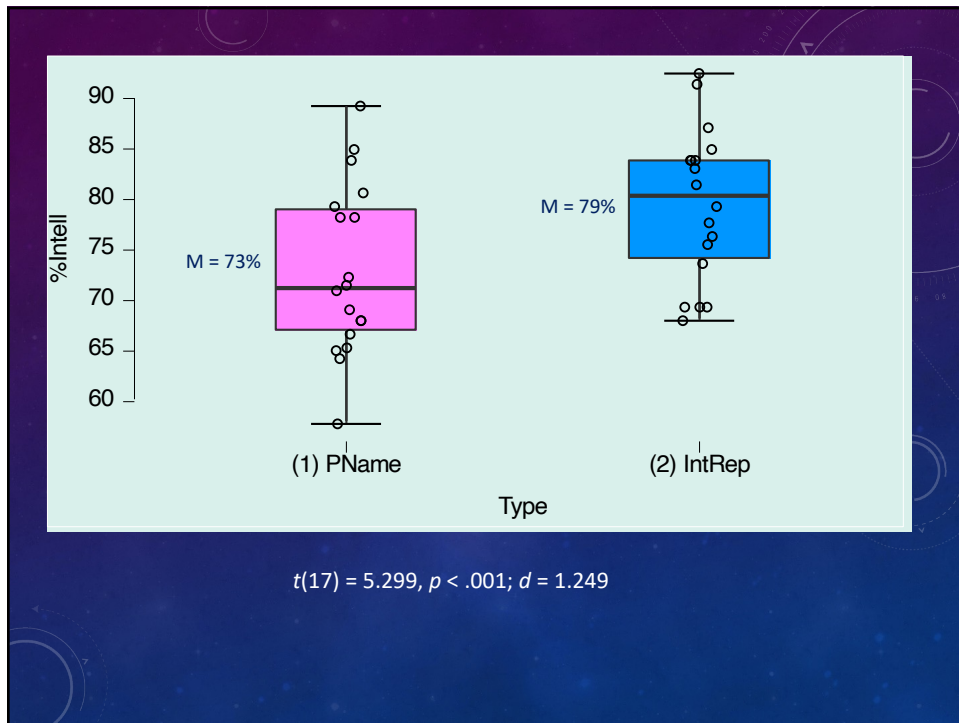 90
85
80
75
70
65
60
%Intell
M = 73%
M = 79%
(1) PName
(2) IntRep
Type
t(17) = 5.299, p < .001; d = 1.249